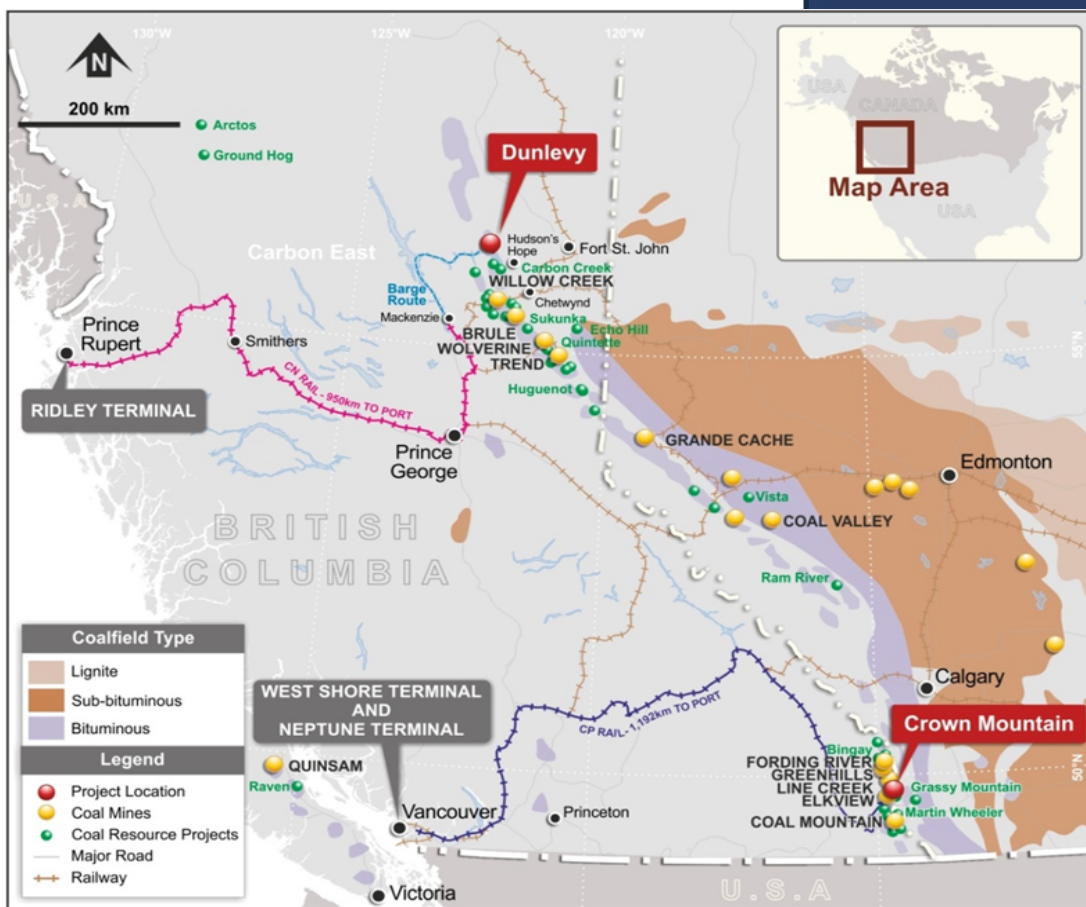 130°W
125°W
120°W
N
200 km
Arctos
Ground Hog
U.S.A
Dunlevy
USA
CANADA
USA
Map Area
Carbon East
Hudson's
Hope
Fort St. John
Carbon Creek
WILLOW CREEK
Barge
Route
Chetwynd
Mackenzie
Sukunka
Prince
Rupert
Smithers
Echo Hill
BRULE
Quintette
WOLVERINE
TREND
55°N
Huguenot
RIDLEY TERMINAL
CN RAIL - 950km TO PORT
Prince
George
GRANDE CACHE
Edmonton
Vista
COAL VALLEY
BRITISH
COLUMBIA
Ram River
Coalfield Type
Lignite
Sub-bituminous
Bituminous
Legend
Project Location
Coal Mines
Coal Resource Projects
Major Road
Railway
WEST SHORE TERMINAL
AND
NEPTUNE TERMINAL
CP RAIL - 1,192km TO PORT
Calgary
Crown Mountain
QUINSAM
Raven
Bingay
FORDING RIVER
GREENHILLS
LINE CREEK
ELKVIEW
COAL MOUNTAIN
Grassy Mountain
Martin Wheeler
50°N
Vancouver
Princeton
Victoria
U.S.A